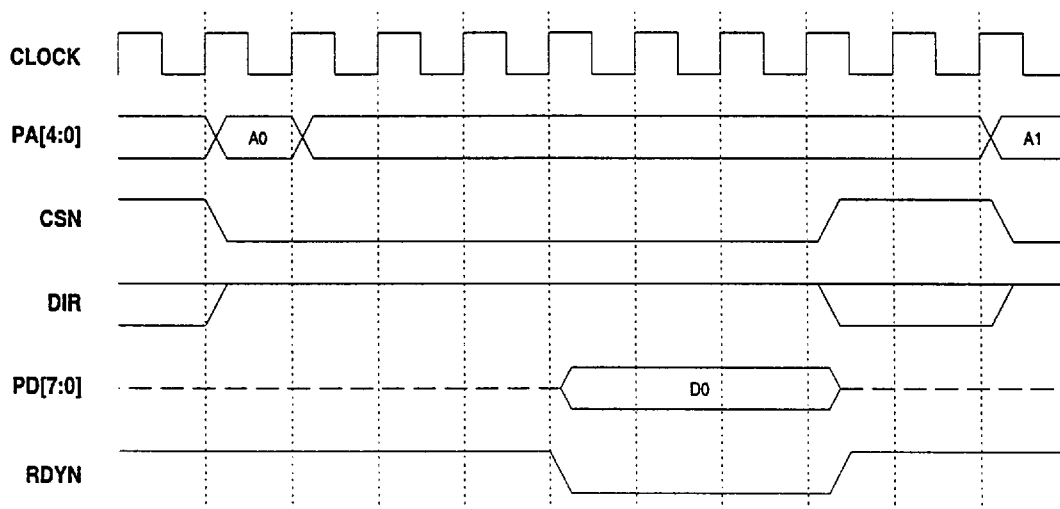 CLOCK
PA[4:0]
A0
A1
CSN
DIR
PD[7:0]
D0
RDYN